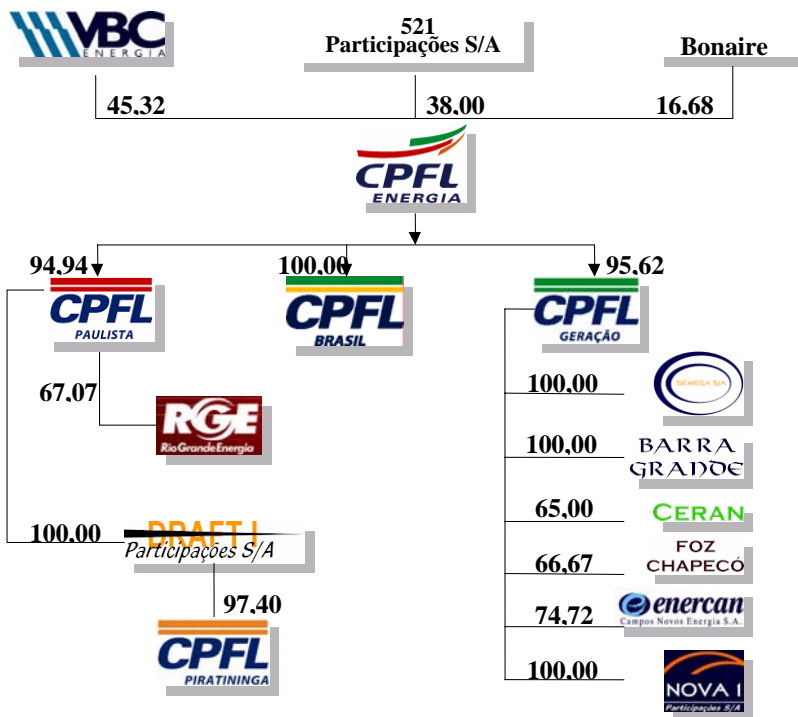 VBC
ENERGIA
521
Participações S/A
Bonaire
45,32
38,00
16,68
CPFL
ENERGIA
94,94
100,00
95,62
CPFL
PAULISTA
CPFL
BRASIL
CPFL
GERAÇÃO
67,07
RGE
Rio Grande Energia
100,00
SEMESA S/A
100,00
BARRA
GRANDE
65,00
CERAN
100,00
DRAFT I
Participações S/A
66,67
FOZ
CHAPECÓ
97,40
CPFL
PIRATININGA
74,72
enercan
Campos Novos Energia S.A.
100,00
NOVA 1
Participações S/A